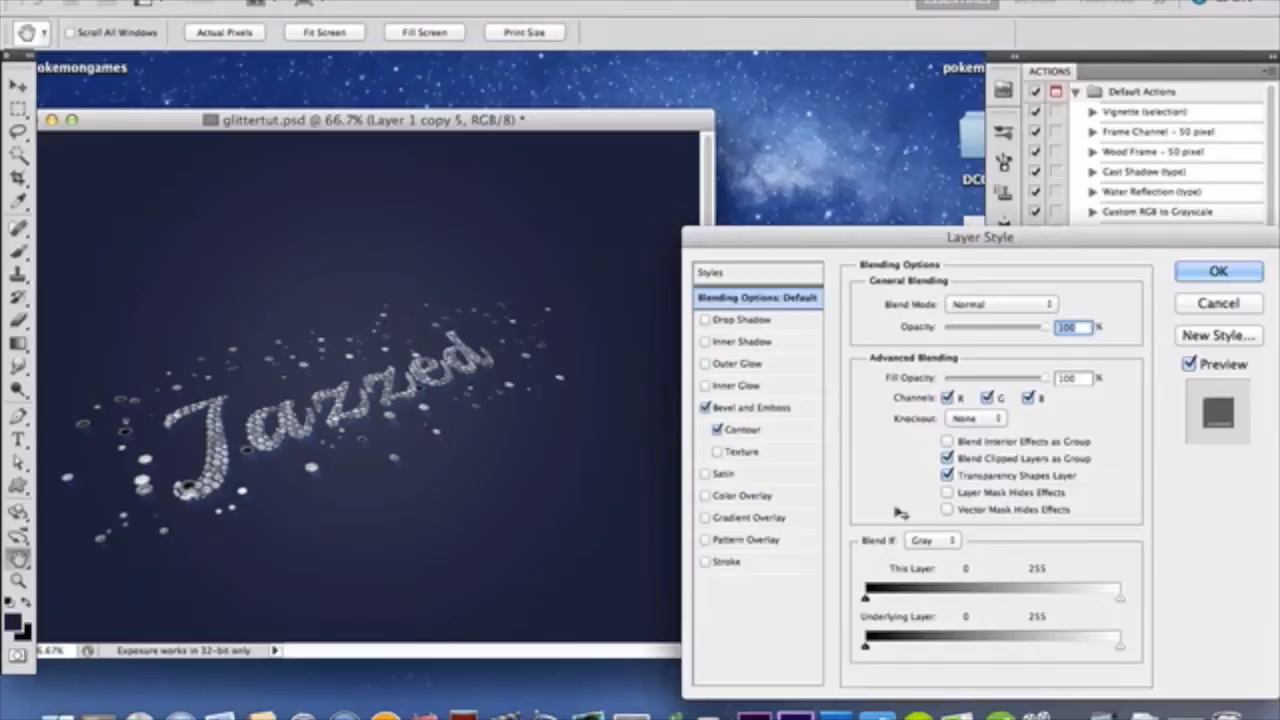 Scroll All Windows Actual Pixels Fit Screen Fill Screen Print Size
okemongames
pokem
ACTIONS
Default Actions
Vignette (selection)
Frame Channel - 50 pixel
Wood Frame - 50 pixel
Cast Shadow (type)
Water Reflection (type)
Custom RGB to Grayscale
DC
glittertut.psd @ 66.7% (Layer 1 copy 5, RGB/8) *
Jazzed
6.67% Exposure works in 32-bit only
Layer Style
Styles
Blending Options: Default
Drop Shadow
Inner Shadow
Outer Glow
Inner Glow
Bevel and Emboss
Contour
Texture
Satin
Color Overlay
Gradient Overlay
Pattern Overlay
Stroke
Blending Options
General Blending
Blend Mode: Normal
Opacity: 100 %
Advanced Blending
Fill Opacity: 100 %
Channels: R G B
Knockout: None
Blend Interior Effects as Group
Blend Clipped Layers as Group
Transparency Shapes Layer
Layer Mask Hides Effects
Vector Mask Hides Effects
Blend If: Gray
This Layer: 0 255
Underlying Layer: 0 255
OK
Cancel
New Style...
Preview